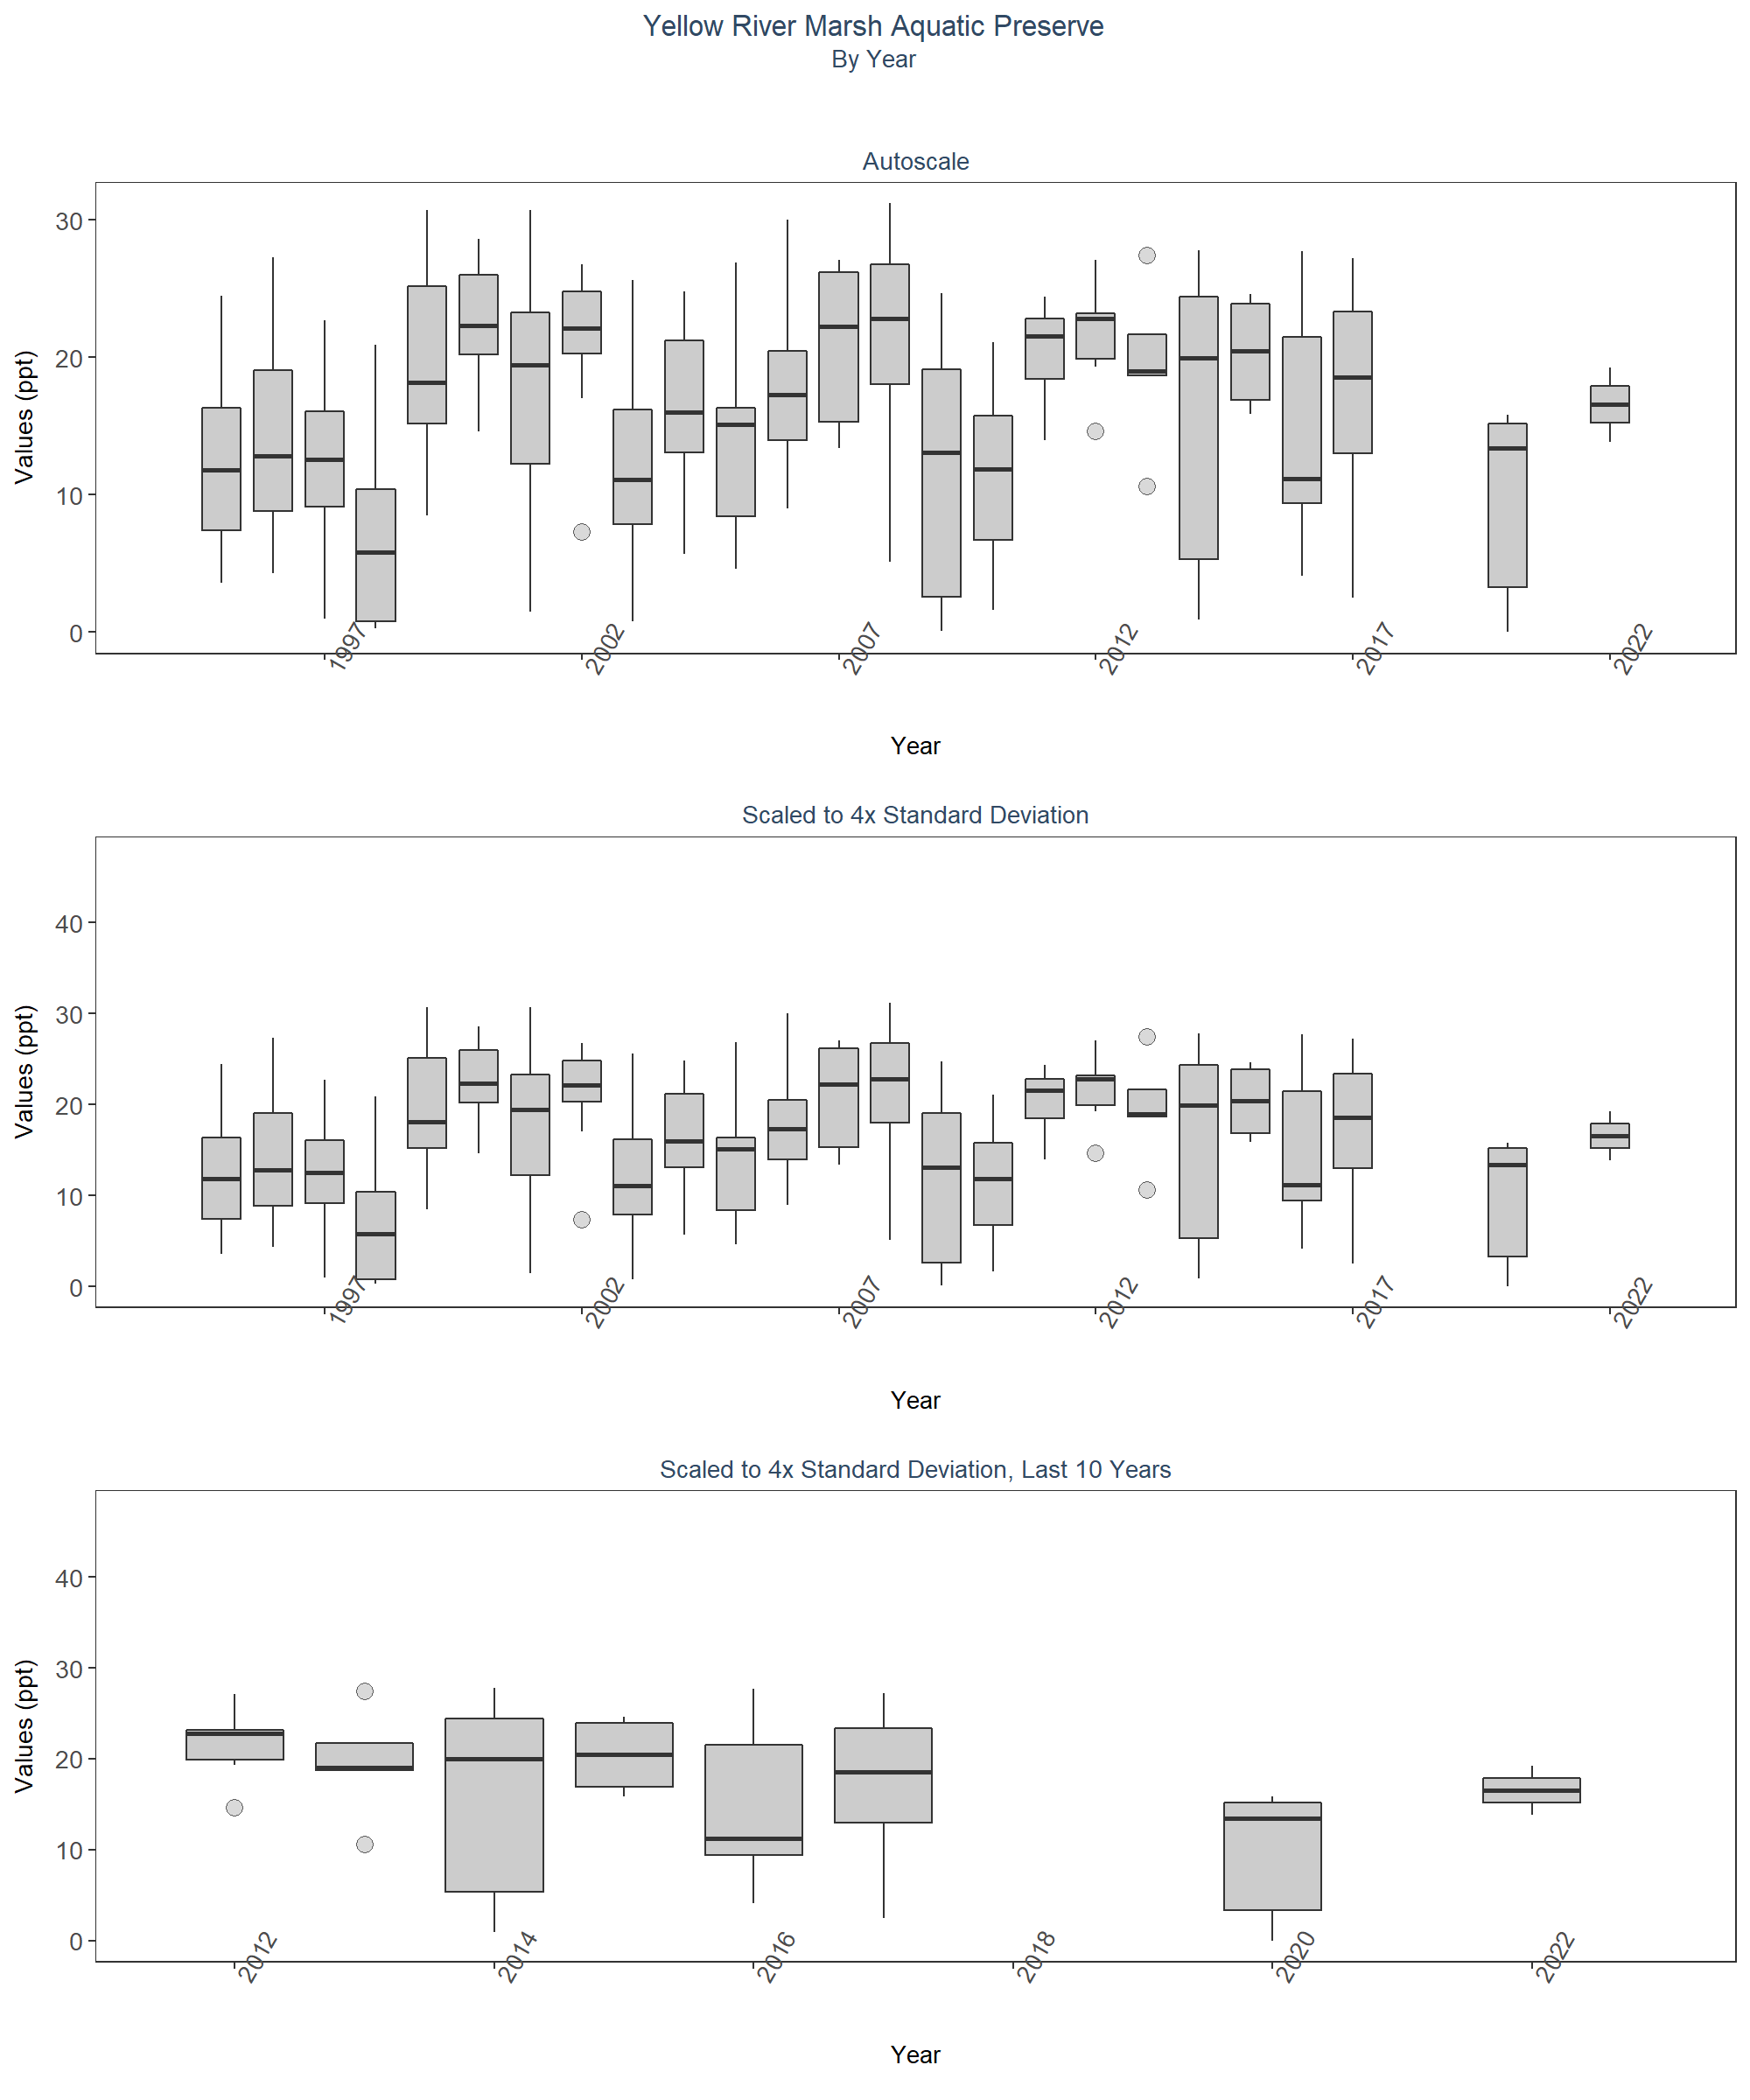 Yellow River Marsh Aquatic Preserve
By Year
Autoscale
Values (ppt)
30
20
10
0
1997 2002 2007 2012 2017 2022
Year
Scaled to 4x Standard Deviation
Values (ppt)
40
30
20
10
0
1997 2002 2007 2012 2017 2022
Year
Scaled to 4x Standard Deviation, Last 10 Years
Values (ppt)
40
30
20
10
0
2012 2014 2016 2018 2020 2022
Year